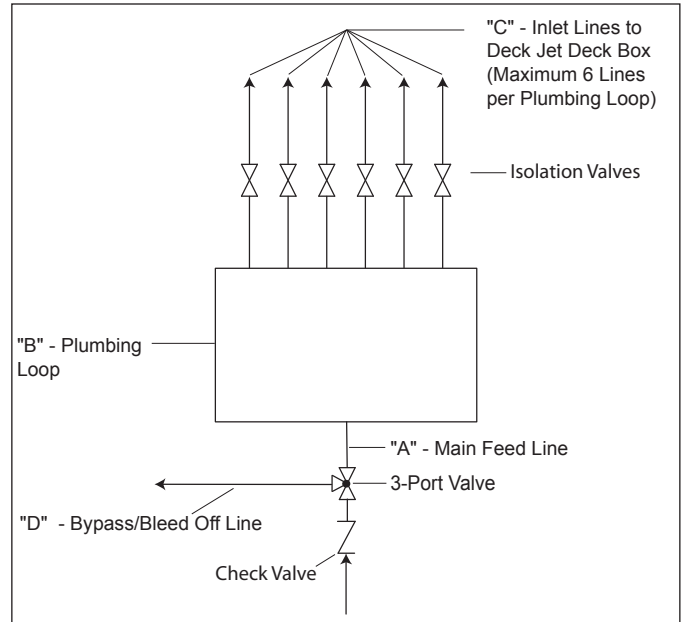 "C" - Inlet Lines to
Deck Jet Deck Box
(Maximum 6 Lines
per Plumbing Loop)
Isolation Valves
"B" - Plumbing
Loop
"A" - Main Feed Line
3-Port Valve
"D" - Bypass/Bleed Off Line
Check Valve